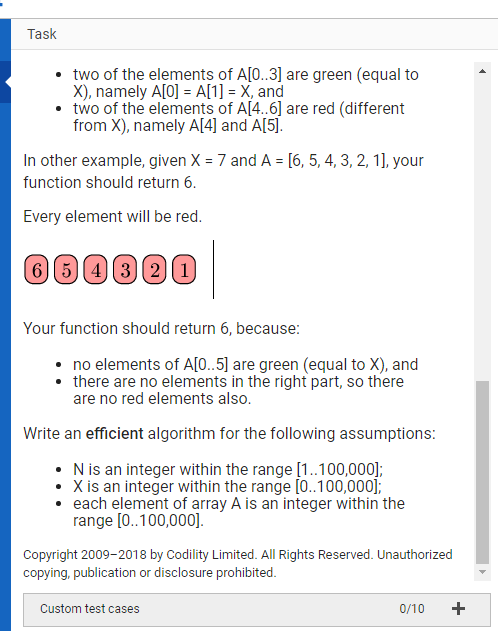 Task
two of the elements of A[0..3] are green (equal to
X), namely A[0] = A[1] = X, and
two of the elements of A[4..6] are red (different
from X), namely A[4] and A[5].
In other example, given X = 7 and A = [6, 5, 4, 3, 2, 1], your
function should return 6.
Every element will be red.
6 5 4 3 2 1
Your function should return 6, because:
no elements of A[0..5] are green (equal to X), and
there are no elements in the right part, so there
are no red elements also.
Write an efficient algorithm for the following assumptions:
N is an integer within the range [1..100,000];
X is an integer within the range [0..100,000];
each element of array A is an integer within the
range [0..100,000].
Copyright 2009–2018 by Codility Limited. All Rights Reserved. Unauthorized
copying, publication or disclosure prohibited.
Custom test cases 0/10 +